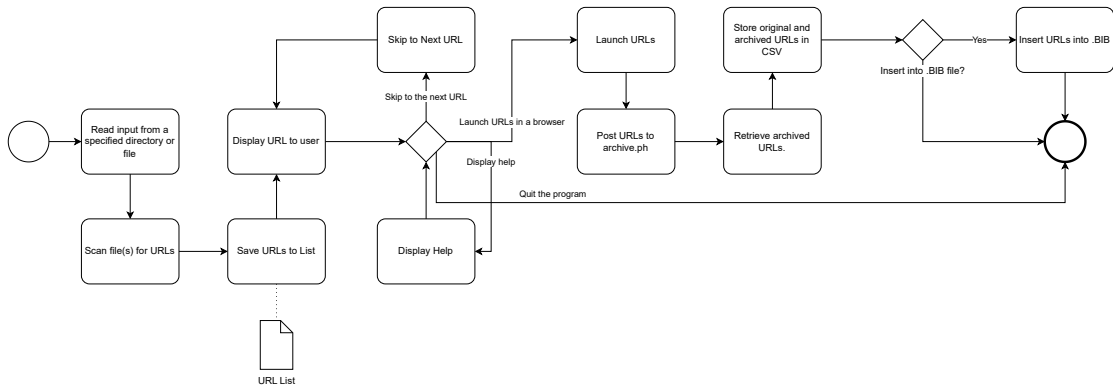 Skip to Next URL
Launch URLs
Store original and
archived URLs in
CSV
Yes
Insert URLs into .BIB
Insert into .BIB file?
Skip to the next URL
Read input from a
specified directory or
file
Display URL to user
Launch URLs in a browser
Display help
Post URLs to
archive.ph
Retrieve archived
URLs.
Quit the program
Scan file(s) for URLs
Save URLs to List
Display Help
URL List